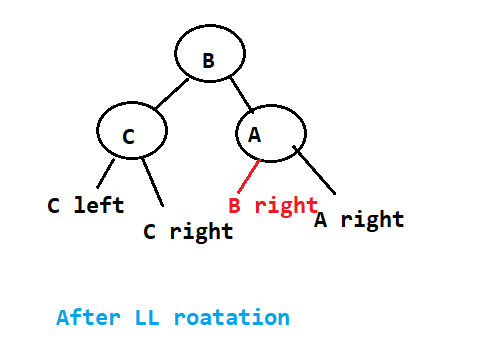 B
C
A
C left
B right
A right
C right
After LL roatation